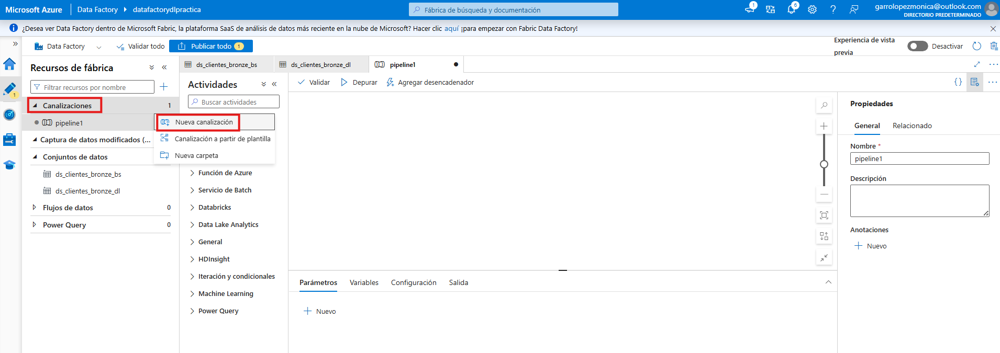 Microsoft Azure
Data Factory
datafactorydlpractica
Fábrica de búsqueda y documentación
1
6
garrolopezmonica@outlook.com
DIRECTORIO PREDETERMINADO
¿Desea ver Data Factory dentro de Microsoft Fabric, la plataforma SaaS de análisis de datos más reciente en la nube de Microsoft? Hacer clic aquí ¡para empezar con Fabric Data Factory!
Data Factory
Validar todo
Publicar todo 1
Experiencia de vista
previa
Desactivar
1
Recursos de fábrica
Filtrar recursos por nombre
Canalizaciones 1
pipeline1
Captura de datos modificados (...
Conjuntos de datos
ds_clientes_bronze_bs
ds_clientes_bronze_dl
Flujos de datos 0
Power Query 0
Nueva canalización
Canalización a partir de plantilla
Nueva carpeta
ds_clientes_bronze_bs
ds_clientes_bronze_dl
pipeline1
Actividades
Buscar actividades
Función de Azure
Servicio de Batch
Databricks
Data Lake Analytics
General
HDInsight
Iteración y condicionales
Machine Learning
Power Query
Validar
Depurar
Agregar desencadenador
Parámetros
Variables
Configuración
Salida
Nuevo
Propiedades
General
Relacionado
Nombre *
pipeline1
Descripción
Anotaciones
Nuevo